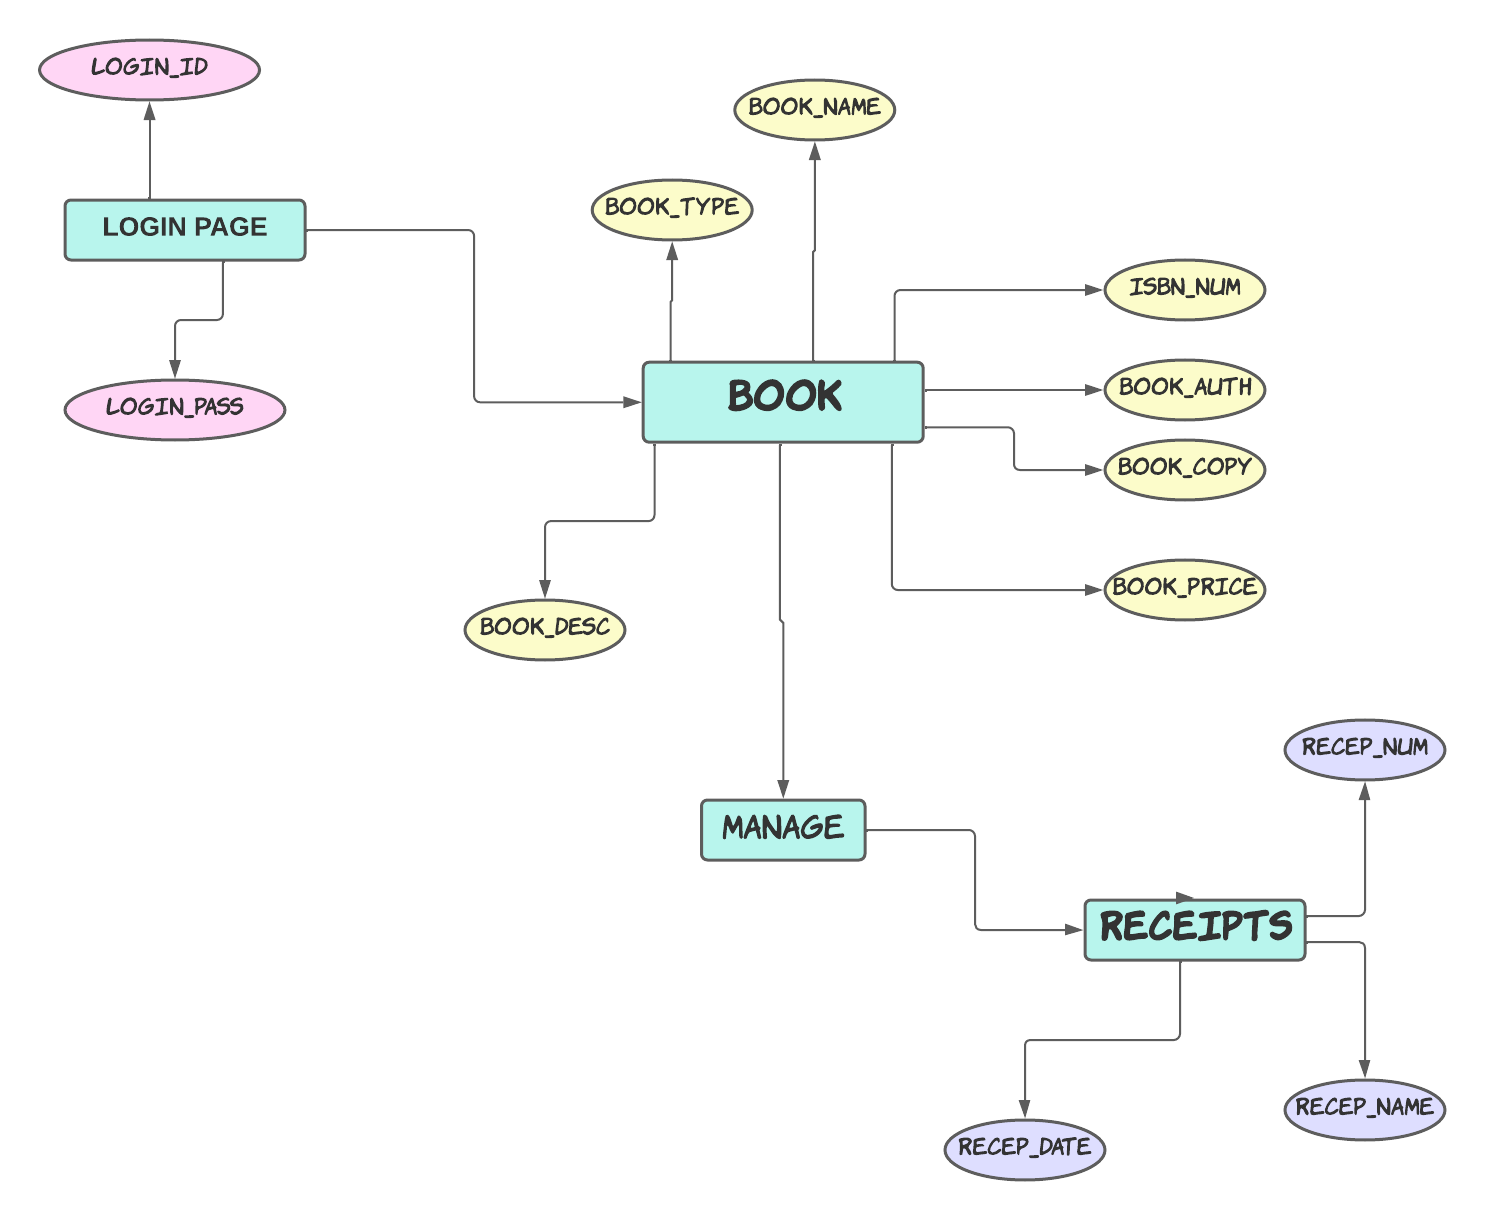 LOGIN_ID
BOOK_NAME
BOOK_TYPE
LOGIN PAGE
ISBN_NUM
BOOK
BOOK_AUTH
LOGIN_PASS
BOOK_COPY
BOOK_PRICE
BOOK_DESC
RECEP_NUM
MANAGE
RECEIPTS
RECEP_NAME
RECEP_DATE